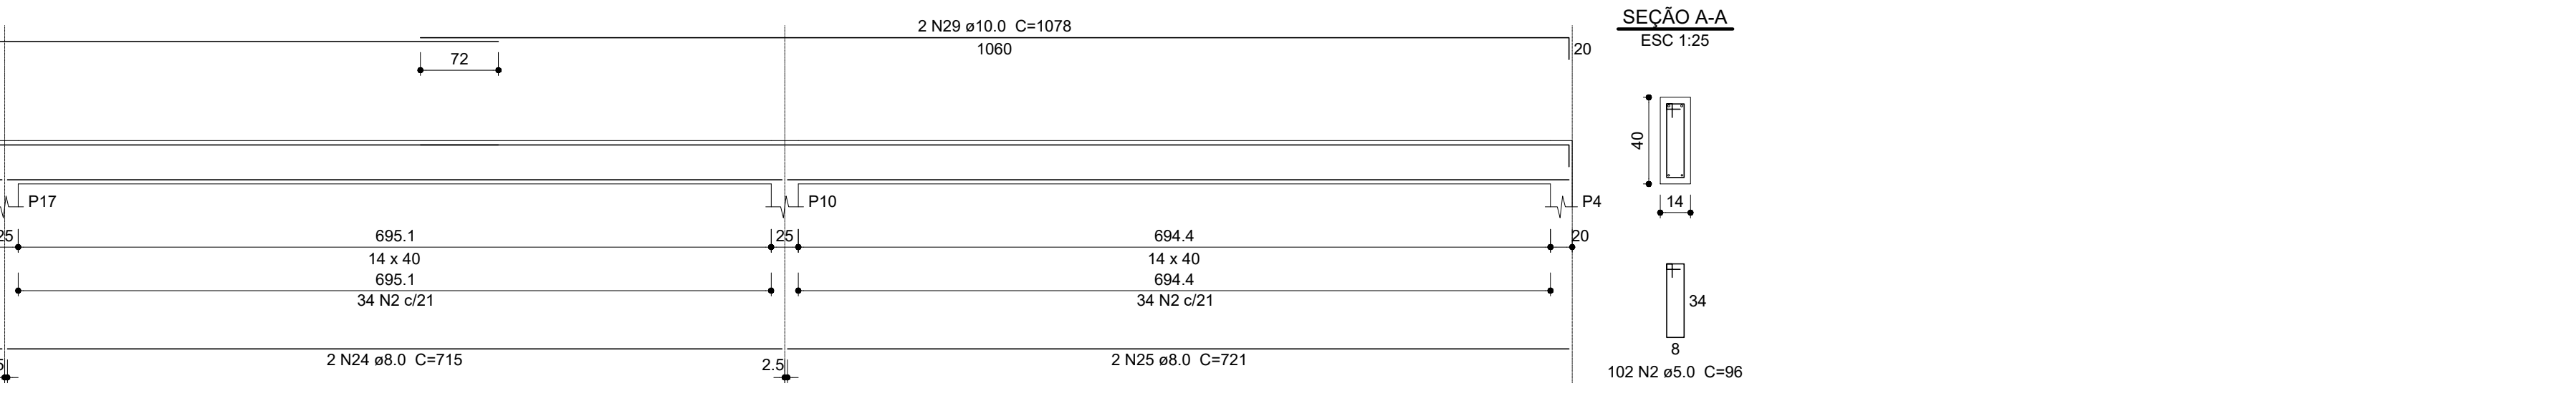 2 N29 ø10.0 C=1078
1060
20
72
SEÇÃO A-A
ESC 1:25
40
14
P17
P10
P4
25
695.1
25
694.4
20
14 x 40
14 x 40
695.1
694.4
34 N2 c/21
34 N2 c/21
34
8
2 N24 ø8.0 C=715
2 N25 ø8.0 C=721
2.5
102 N2 ø5.0 C=96